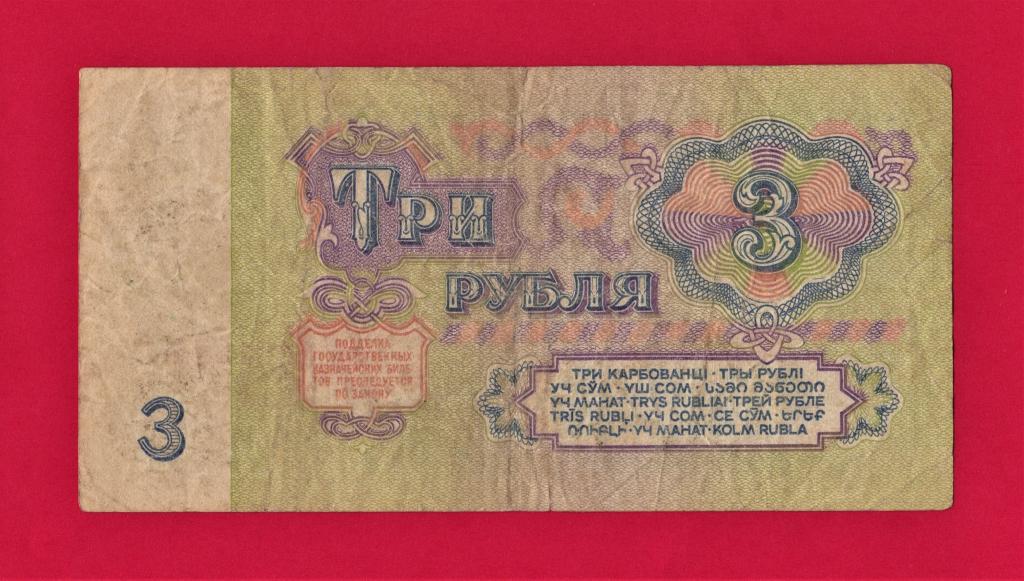 Три
РУБЛЯ
3
ПОДДЕЛКА
ГОСУДАРСТВЕННЫХ
КАЗНАЧЕЙСКИХ БИЛЕ-
ТОВ ПРЕСЛЕДУЕТСЯ
ПО ЗАКОНУ
ТРИ КАРБОВАНЦІ · ТРЫ РУБЛІ
УЧ СЎМ · ҮШ СОМ · ᲡᲐᲛᲘ ᲛᲐᲜᲔᲗᲘ
УЧ МАНАТ · TRYS RUBLIAI · ТРЕЙ РУБЛЕ
TRĪS RUBĻI · ҮЧ СОМ · СЕ СӮМ · ԵՐԵՔ
ՌՈՒԲԼԻ · ҮЧ МАНАТ · KOLM RUBLA
3